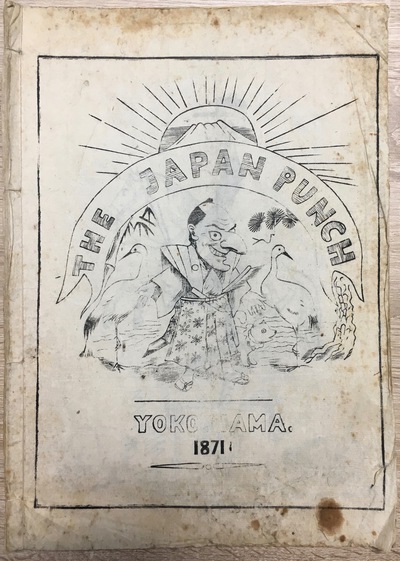 THE JAPAN PUNCH
YOKOHAMA.
1871